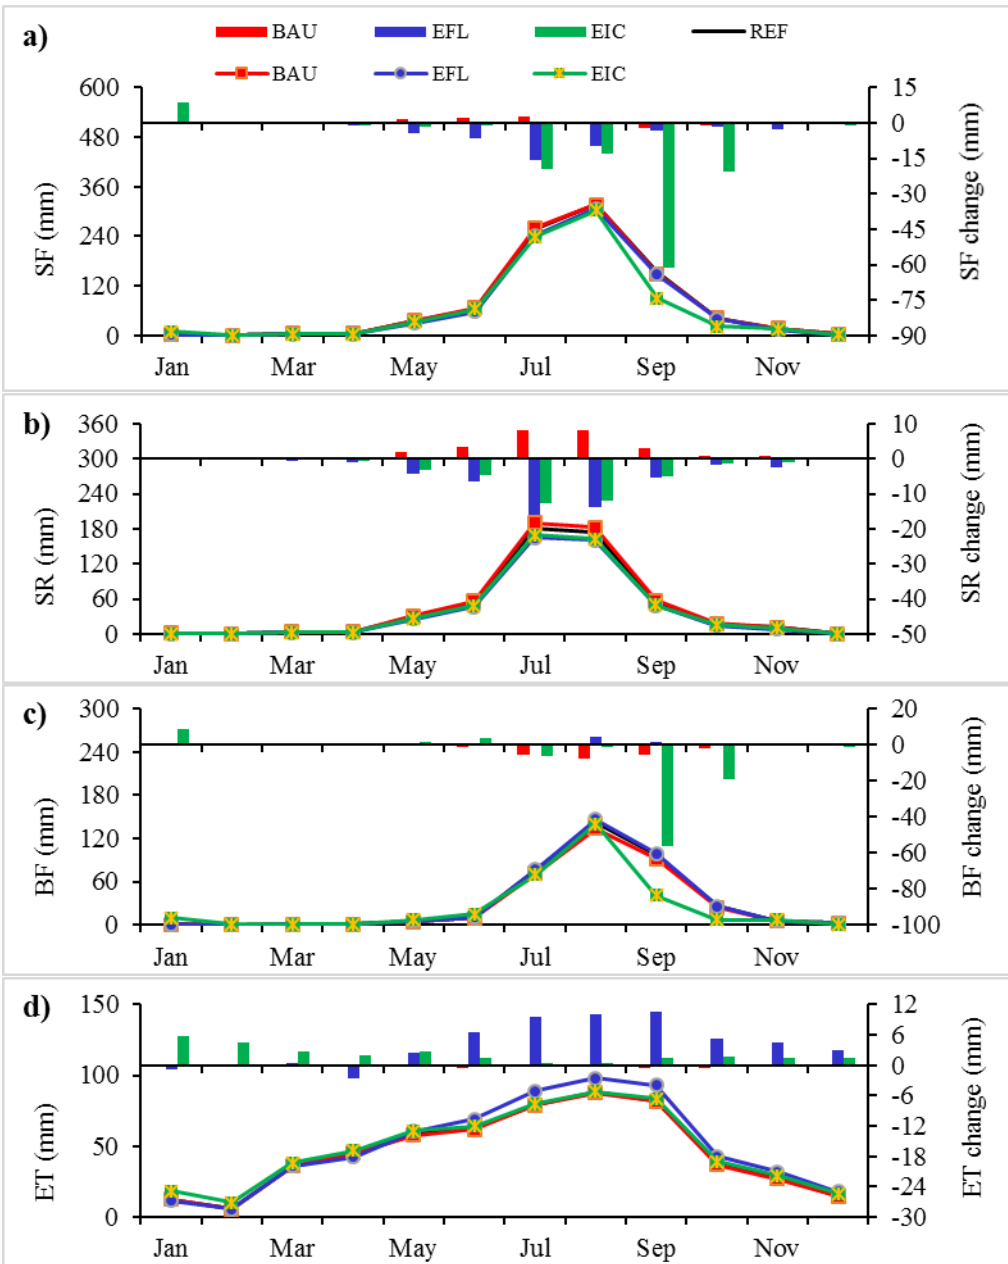 a)
BAU EFL EIC REF
BAU EFL EIC
600 15
480 0
360 -15
240 -30
120 -45
0 -60
-75
-90
SF (mm)
SF change (mm)
Jan Mar May Jul Sep Nov
b)
360 10
300 0
240 -10
180 -20
120 -30
60 -40
0 -50
SR (mm)
SR change (mm)
Jan Mar May Jul Sep Nov
c)
300 20
240 0
180 -20
120 -40
60 -60
0 -80
-100
BF (mm)
BF change (mm)
Jan Mar May Jul Sep Nov
d)
150 12
100 6
50 0
0 -6
-12
-18
-24
-30
ET (mm)
ET change (mm)
Jan Mar May Jul Sep Nov